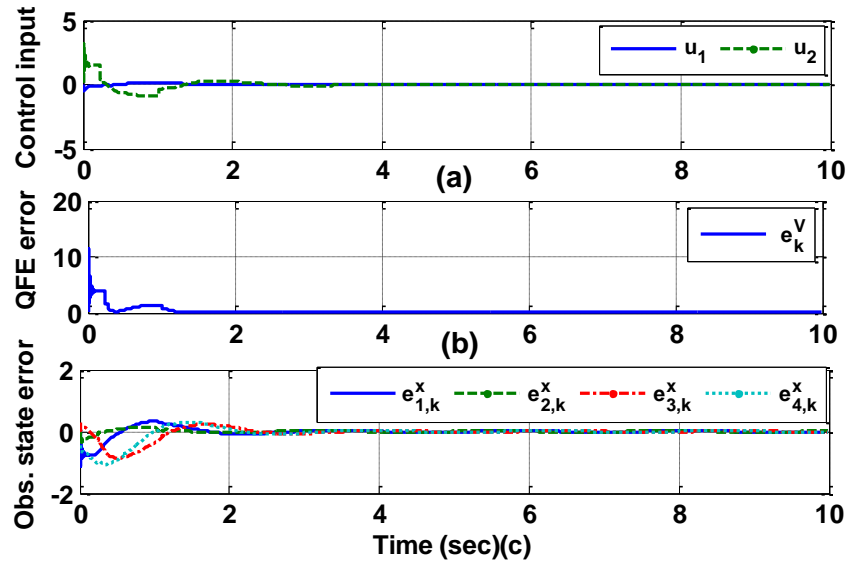 Control input
5
0
-5
u1 u2
0 2 4 6 8 10
(a)
QFE error
20
10
0
e^V_k
0 2 4 6 8 10
(b)
Obs. state error
2
0
-2
e^x_1,k e^x_2,k e^x_3,k e^x_4,k
0 2 4 6 8 10
Time (sec)(c)